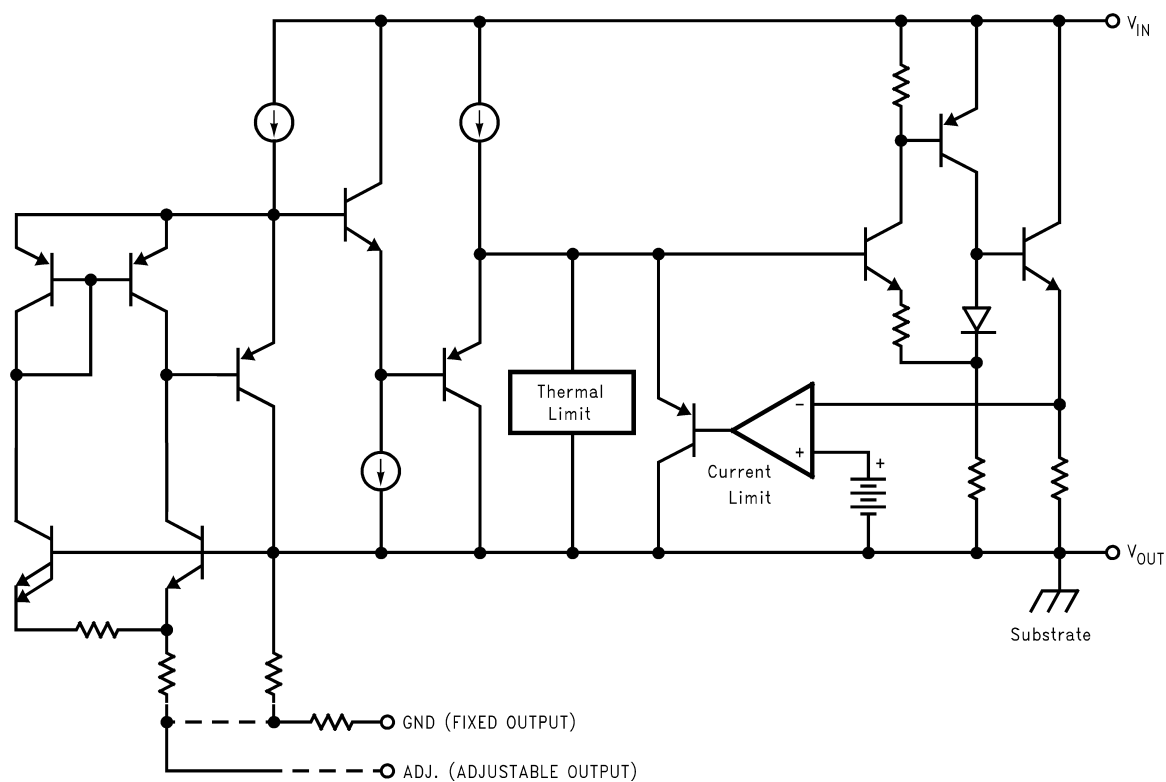 V_IN
Thermal
Limit
−
+
Current
Limit
+
V_OUT
Substrate
GND (FIXED OUTPUT)
ADJ. (ADJUSTABLE OUTPUT)